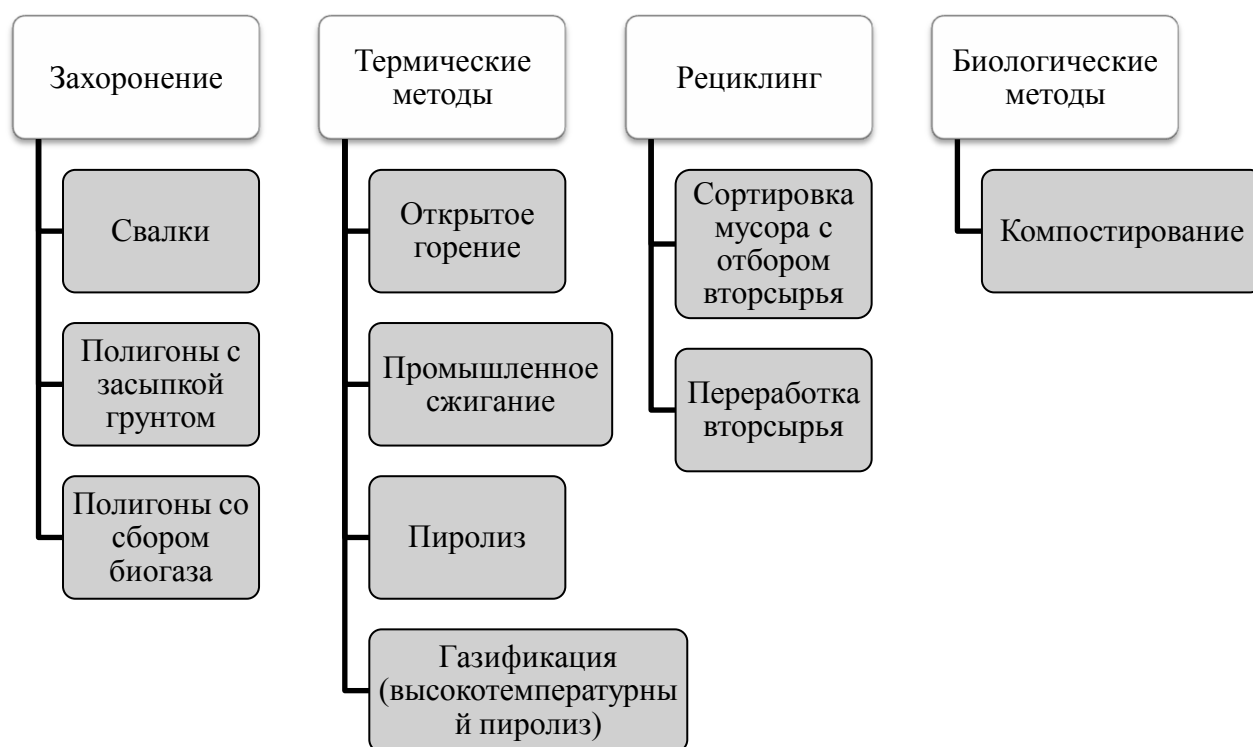 Захоронение
Свалки
Полигоны с
засыпкой
грунтом
Полигоны со
сбором
биогаза
Термические
методы
Открытое
горение
Промышленное
сжигание
Пиролиз
Газификация
(высокотемпературны
й пиролиз)
Рециклинг
Сортировка
мусора с
отбором
вторсырья
Переработка
вторсырья
Биологические
методы
Компостирование